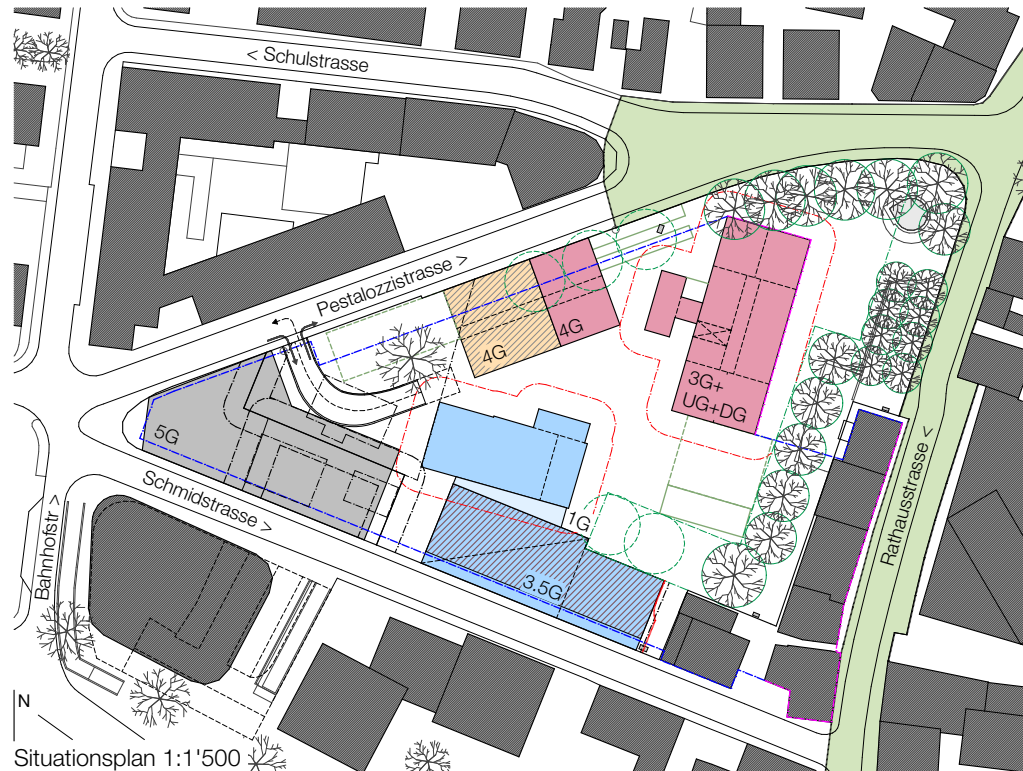 < Schulstrasse
Pestalozzistrasse >
4G
4G
3G+
UG+DG
5G
Schmidstrasse >
1G
3.5G
Rathausstrasse <
Bahnhofstr >
N
Situationsplan 1:1'500